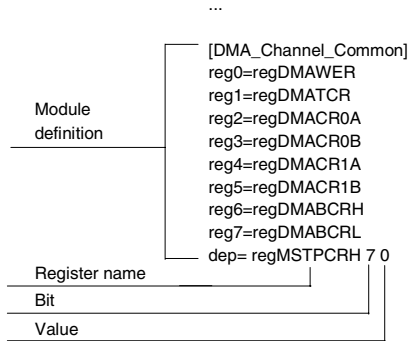 ...
[DMA_Channel_Common]
reg0=regDMAWER
reg1=regDMATCR
reg2=regDMACR0A
reg3=regDMACR0B
reg4=regDMACR1A
reg5=regDMACR1B
reg6=regDMABCRH
reg7=regDMABCRL
dep= regMSTPCRH 7 0
Module
definition
Register name
Bit
Value